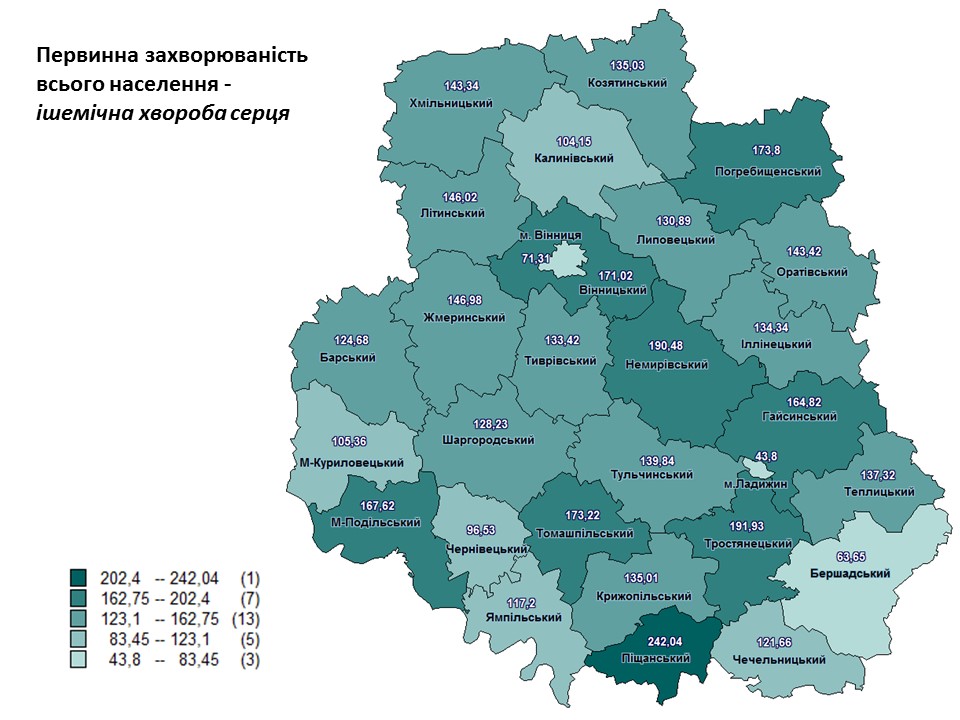 Первинна захворюваність
всього населення -
ішемічна хвороба серця
135,03
Козятинський
143,34
Хмільницький
104,15
Калинівський
173,8
Погребищенський
146,02
Літинський
130,89
Липовецький
м. Вінниця
71,31
171,02
Вінницький
143,42
Оратівський
146,98
Жмеринський
124,68
Барський
133,42
Тиврівський
190,48
Немирівський
134,34
Іллінецький
164,82
Гайсинський
128,23
Шаргородський
105,36
М-Куриловецький
139,84
Тульчинський
43,8
м.Ладижин
137,32
Теплицький
167,62
М-Подільський
96,53
Чернівецький
173,22
Томашпільський
191,93
Тростянецький
63,65
Бершадський
135,01
Крижопільський
117,2
Ямпільський
242,04
Піщанський
121,66
Чечельницький
202,4 -- 242,04 (1)
162,75 -- 202,4 (7)
123,1 -- 162,75 (13)
83,45 -- 123,1 (5)
43,8 -- 83,45 (3)